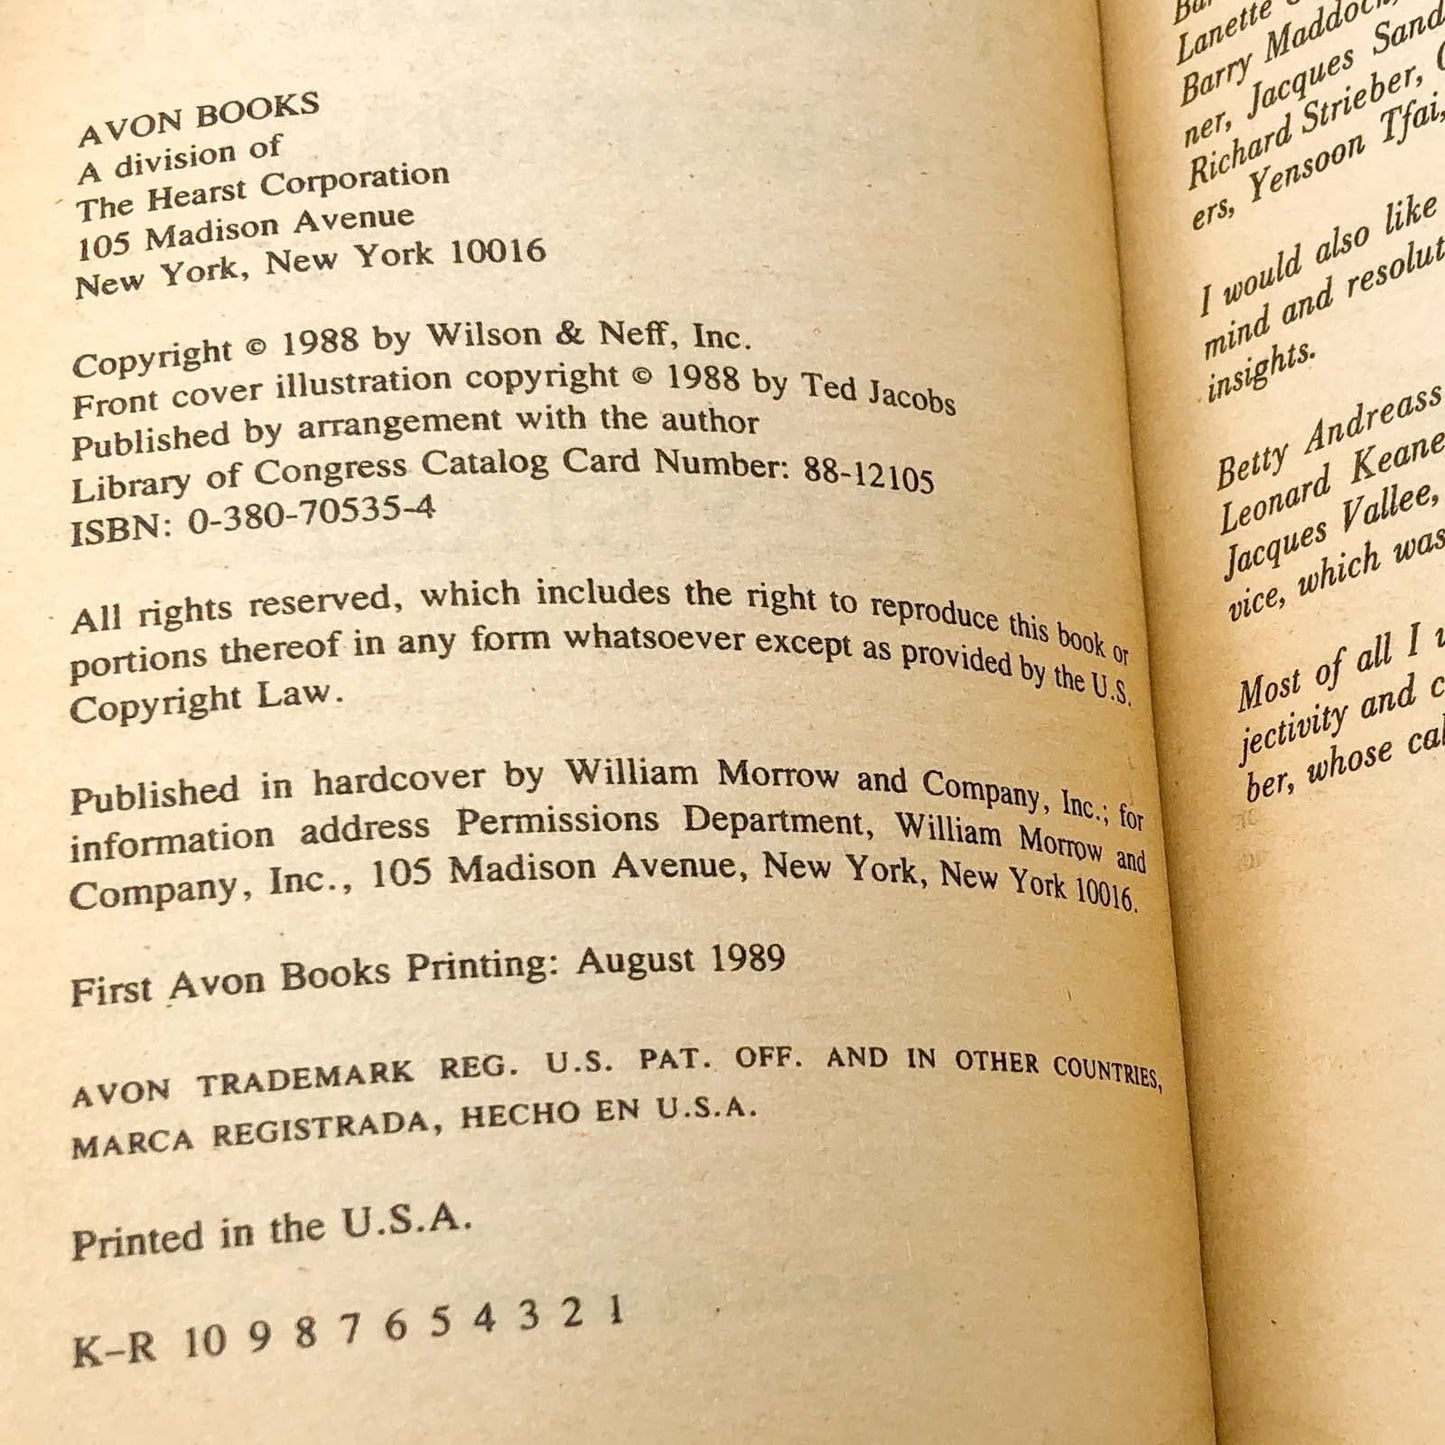 AVON BOOKS
A division of
The Hearst Corporation
105 Madison Avenue
New York, New York 10016
Copyright © 1988 by Wilson & Neff, Inc.
Front cover illustration copyright © 1988 by Ted Jacobs
Published by arrangement with the author
Library of Congress Catalog Card Number: 88-12105
ISBN: 0-380-70535-4
All rights reserved, which includes the right to reproduce this book or
portions thereof in any form whatsoever except as provided by the U.S.
Copyright Law.
Published in hardcover by William Morrow and Company, Inc.; for
information address Permissions Department, William Morrow and
Company, Inc., 105 Madison Avenue, New York, New York 10016.
First Avon Books Printing: August 1989
AVON TRADEMARK REG. U.S. PAT. OFF. AND IN OTHER COUNTRIES,
MARCA REGISTRADA, HECHO EN U.S.A.
Printed in the U.S.A.
K–R 10 9 8 7 6 5 4 3 2 1
Lanette
Barry Maddock,
ner, Jacques Sand
Richard Strieber,
ers, Yensoon Tfai,
I would also like
mind and resolut
insights.
Betty Andreass
Leonard Keane
Jacques Vallee,
vice, which was
Most of all I
jectivity and c
ber, whose cal